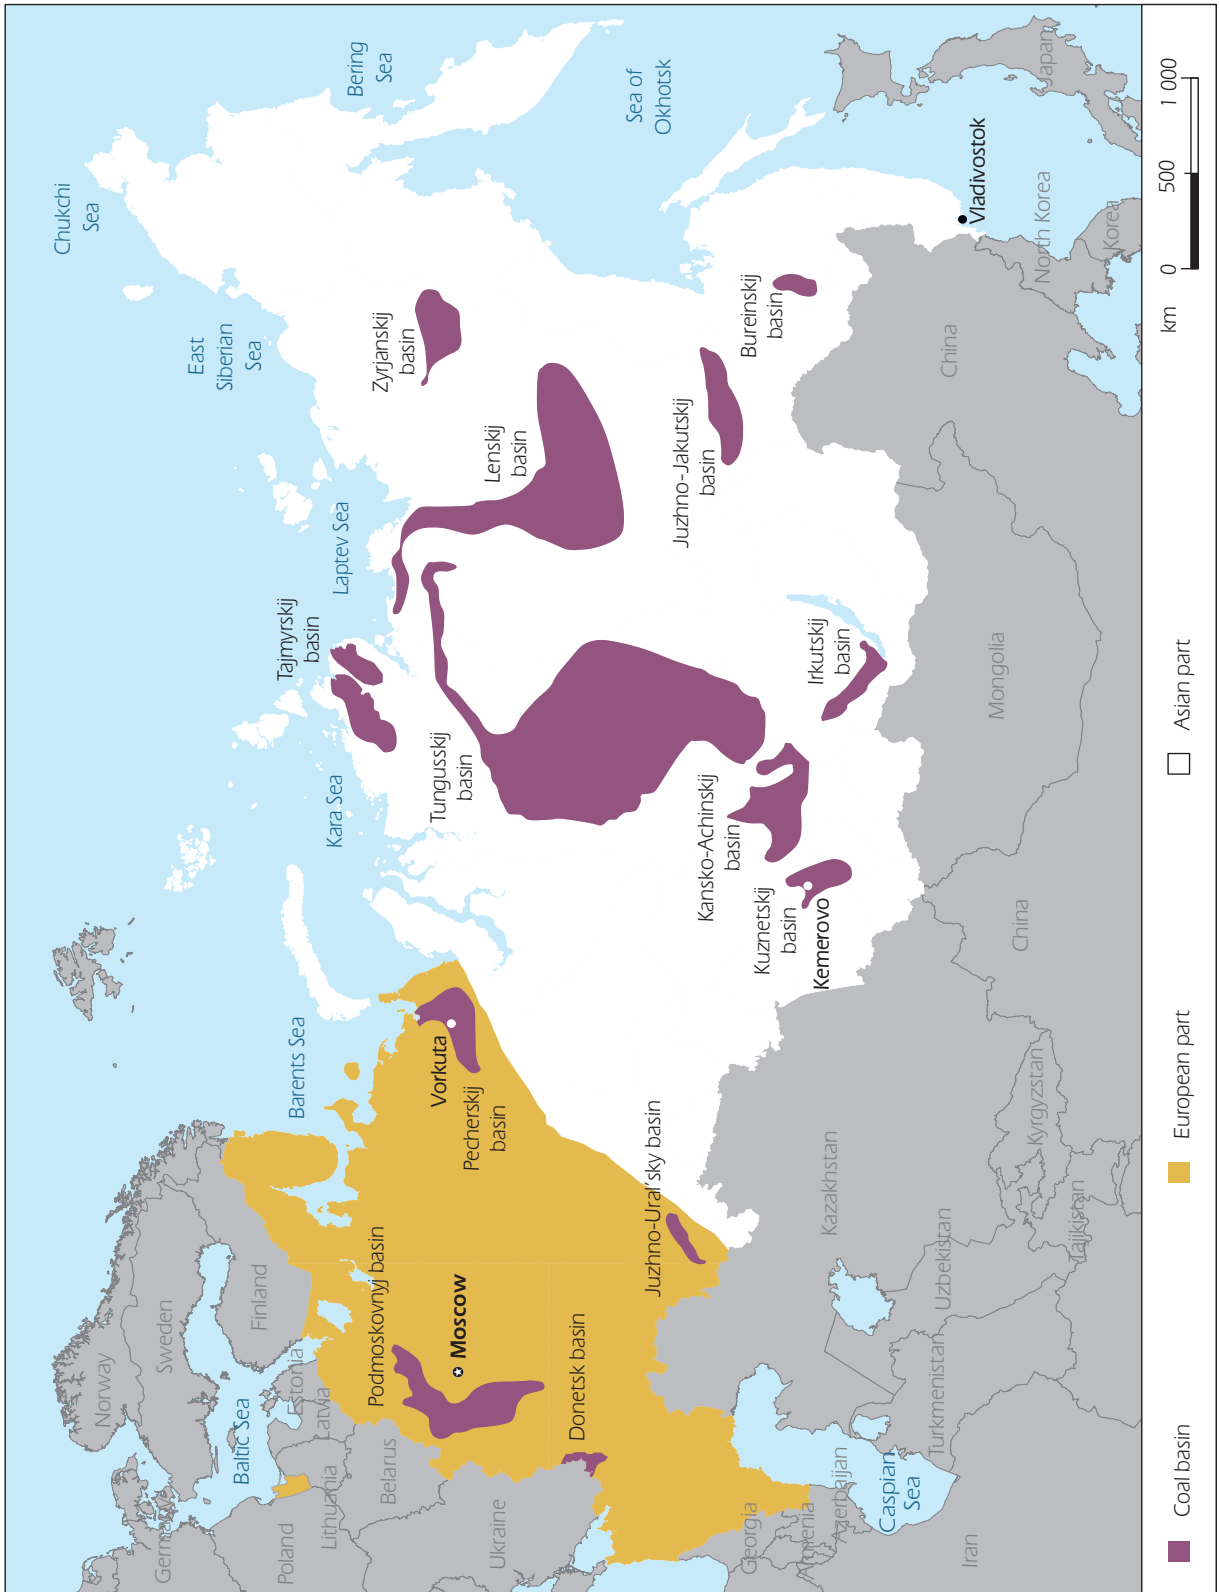 Chukchi
Sea
Bering
Sea
East
Siberian
Sea
Sea of
Okhotsk
Laptev Sea
Kara Sea
Barents Sea
Zyrjanskij
basin
Lenskij
basin
Tajmyrskij
basin
Tungusskij
basin
Juzhno-Jakutskij
basin
Bureinskij
basin
Irkutskij
basin
Kansko-Achinskij
basin
Kuznetskij
basin
Kemerovo
Vorkuta
Pecherskij
basin
Juzhno-Ural'sky basin
Podmoskovnyj basin
Moscow
Donetsk basin
Vladivostok
Japan
North Korea
Korea
China
Mongolia
China
Kazakhstan
Kyrgyzstan
Tajikistan
Uzbekistan
Turkmenistan
Iran
Caspian
Sea
Azerbaijan
Armenia
Georgia
Ukraine
Belarus
Lithuania
Latvia
Estonia
Poland
Baltic Sea
Finland
Sweden
Norway
Coal basin
European part
Asian part
km
0
500
1 000